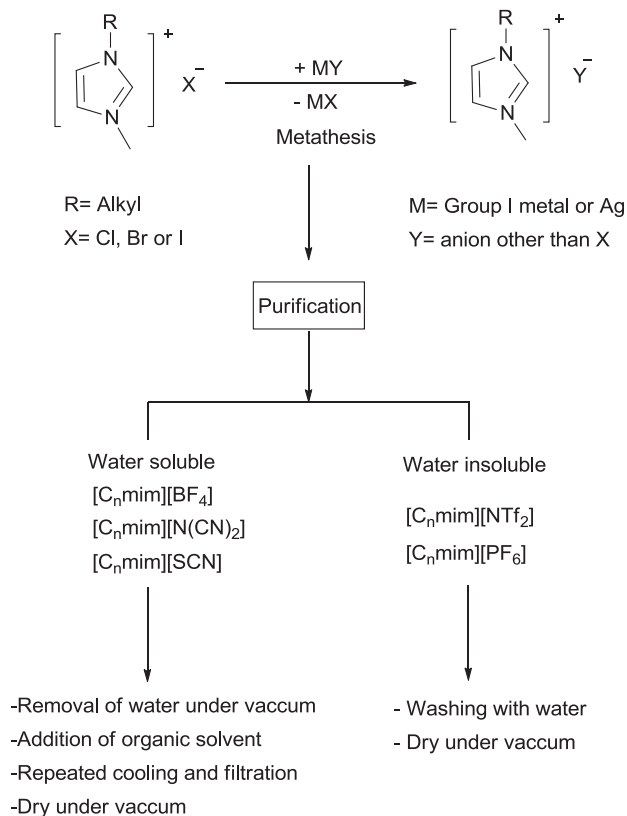 R
N
N
+
X⁻
+ MY
- MX
Metathesis
R
N
N
+
Y⁻
R= Alkyl
X= Cl, Br or I
M= Group I metal or Ag
Y= anion other than X
Purification
Water soluble
[Cₙmim][BF₄]
[Cₙmim][N(CN)₂]
[Cₙmim][SCN]
Water insoluble
[Cₙmim][NTf₂]
[Cₙmim][PF₆]
-Removal of water under vaccum
-Addition of organic solvent
-Repeated cooling and filtration
-Dry under vaccum
- Washing with water
- Dry under vaccum